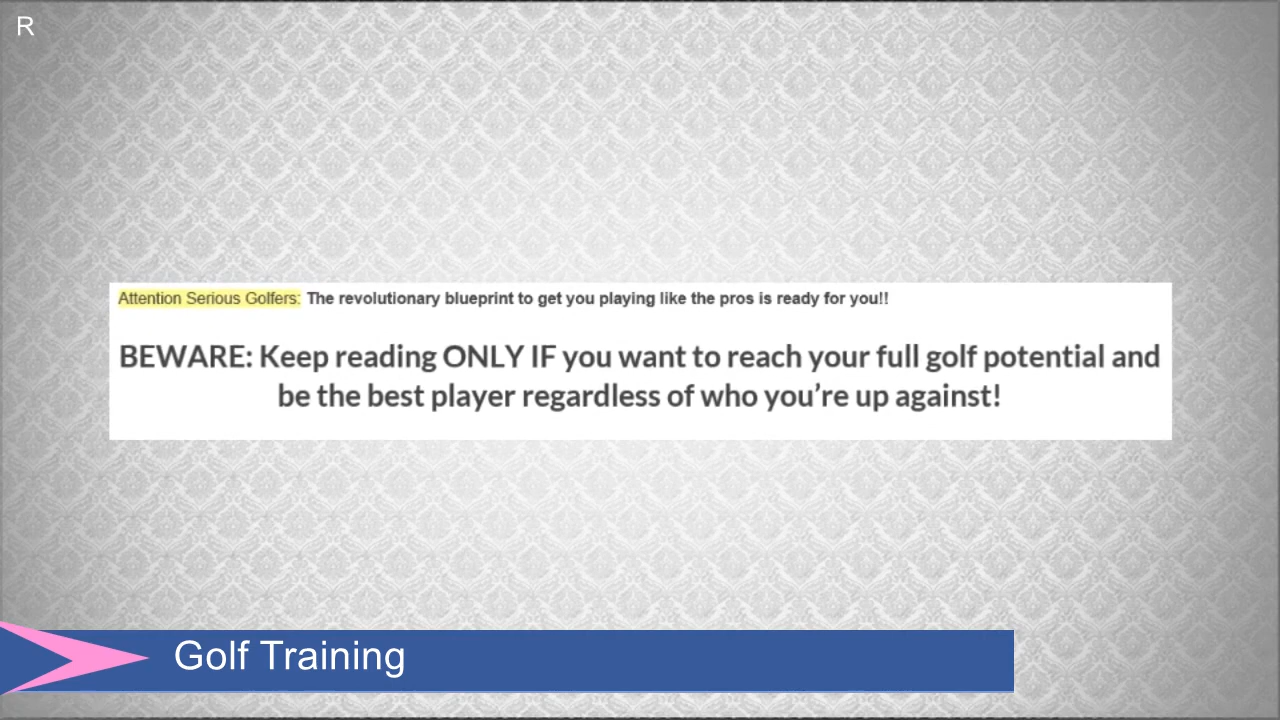 R
Attention Serious Golfers: The revolutionary blueprint to get you playing like the pros is ready for you!!
BEWARE: Keep reading ONLY IF you want to reach your full golf potential and
be the best player regardless of who you’re up against!
Golf Training